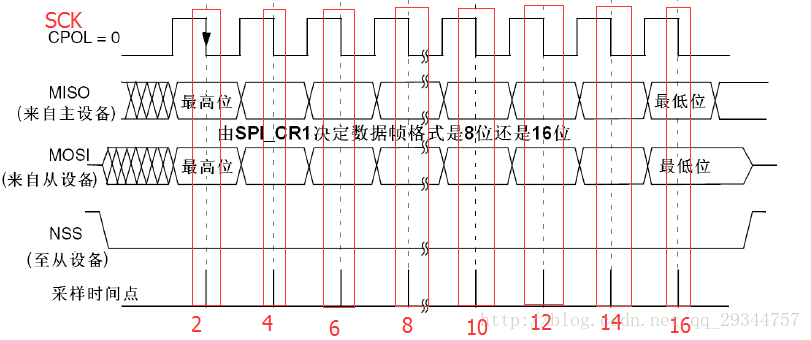 SCK
CPOL = 0
MISO
(来自主设备)
最高位
最低位
由SPI_CR1决定数据帧格式是8位还是16位
MOSI
(来自从设备)
最高位
最低位
NSS
(至从设备)
采样时间点
2 4 6 8 10 12 14 16
http://blog.csdn.net/qq_29344757